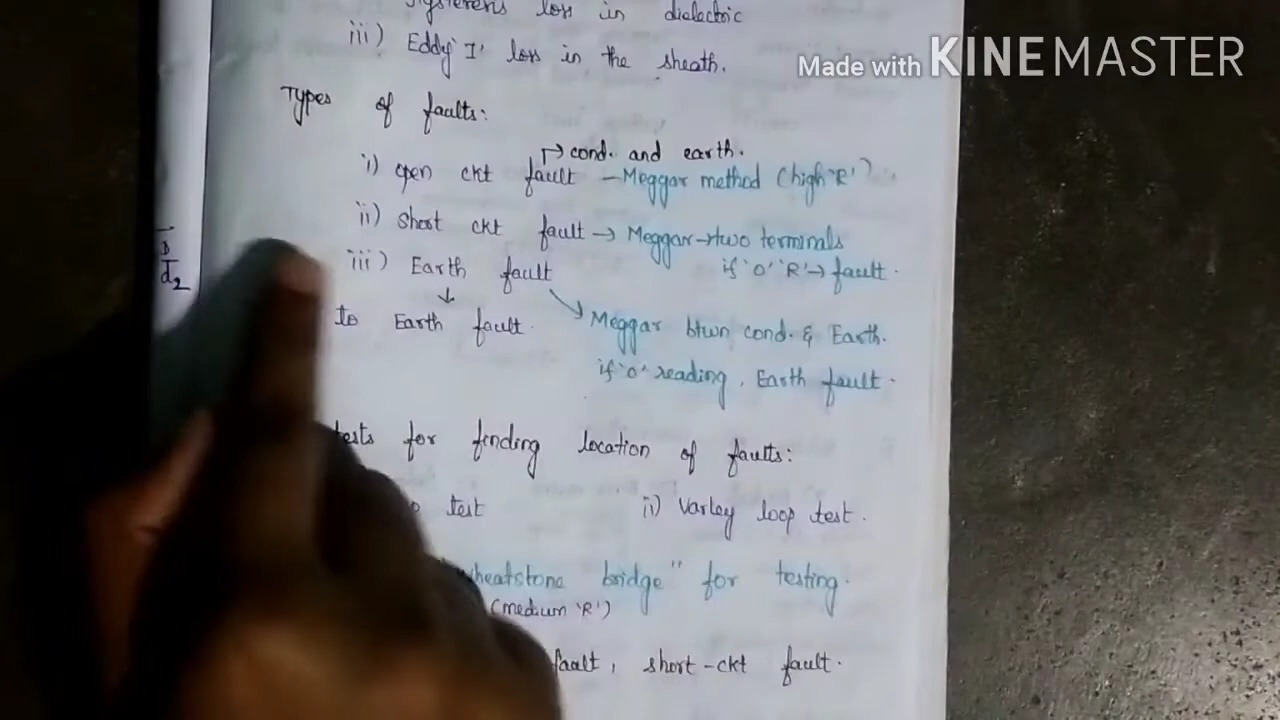 Hysterens loss in dielectric
iii) Eddy 'I' loss in the sheath.
Made with KINEMASTER
Types of faults:
→ cond. and earth.
i) open ckt fault - Meggar method (high 'R')
ii) short ckt fault → Meggar → two terminals
if '0' 'R' → fault.
iii) Earth fault
↓
to Earth fault.
Meggar btwn cond. & Earth.
if '0' reading, Earth fault.
d2
tests for finding location of faults:
test ii) Varley loop test.
wheatstone bridge" for testing.
(medium 'R')
fault, short-ckt fault.